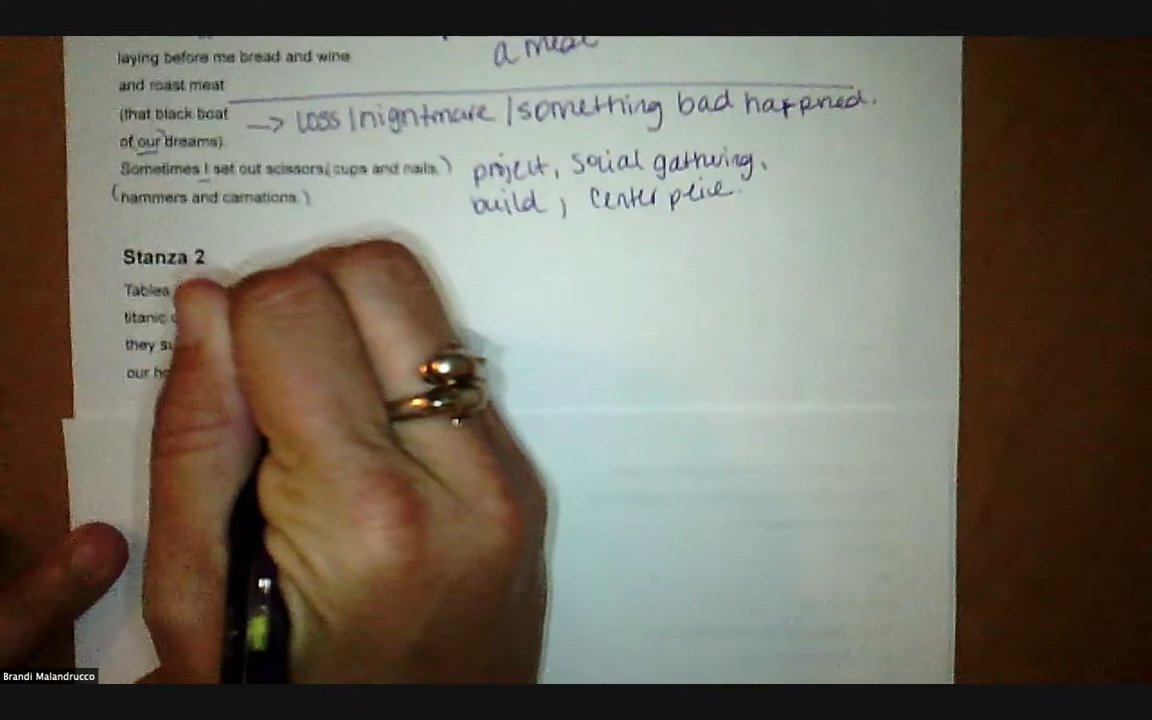 a meal
laying before me bread and wine
and roast meat
(that black boat
of our dreams).
→ Loss / nightmare / something bad happened.
Sometimes I set out scissors (cups and nails,)
(hammers and carnations.)
project, social gathering,
build, center peice.
Stanza 2
Tables
titanic
they
our
Brandi Malandrucco